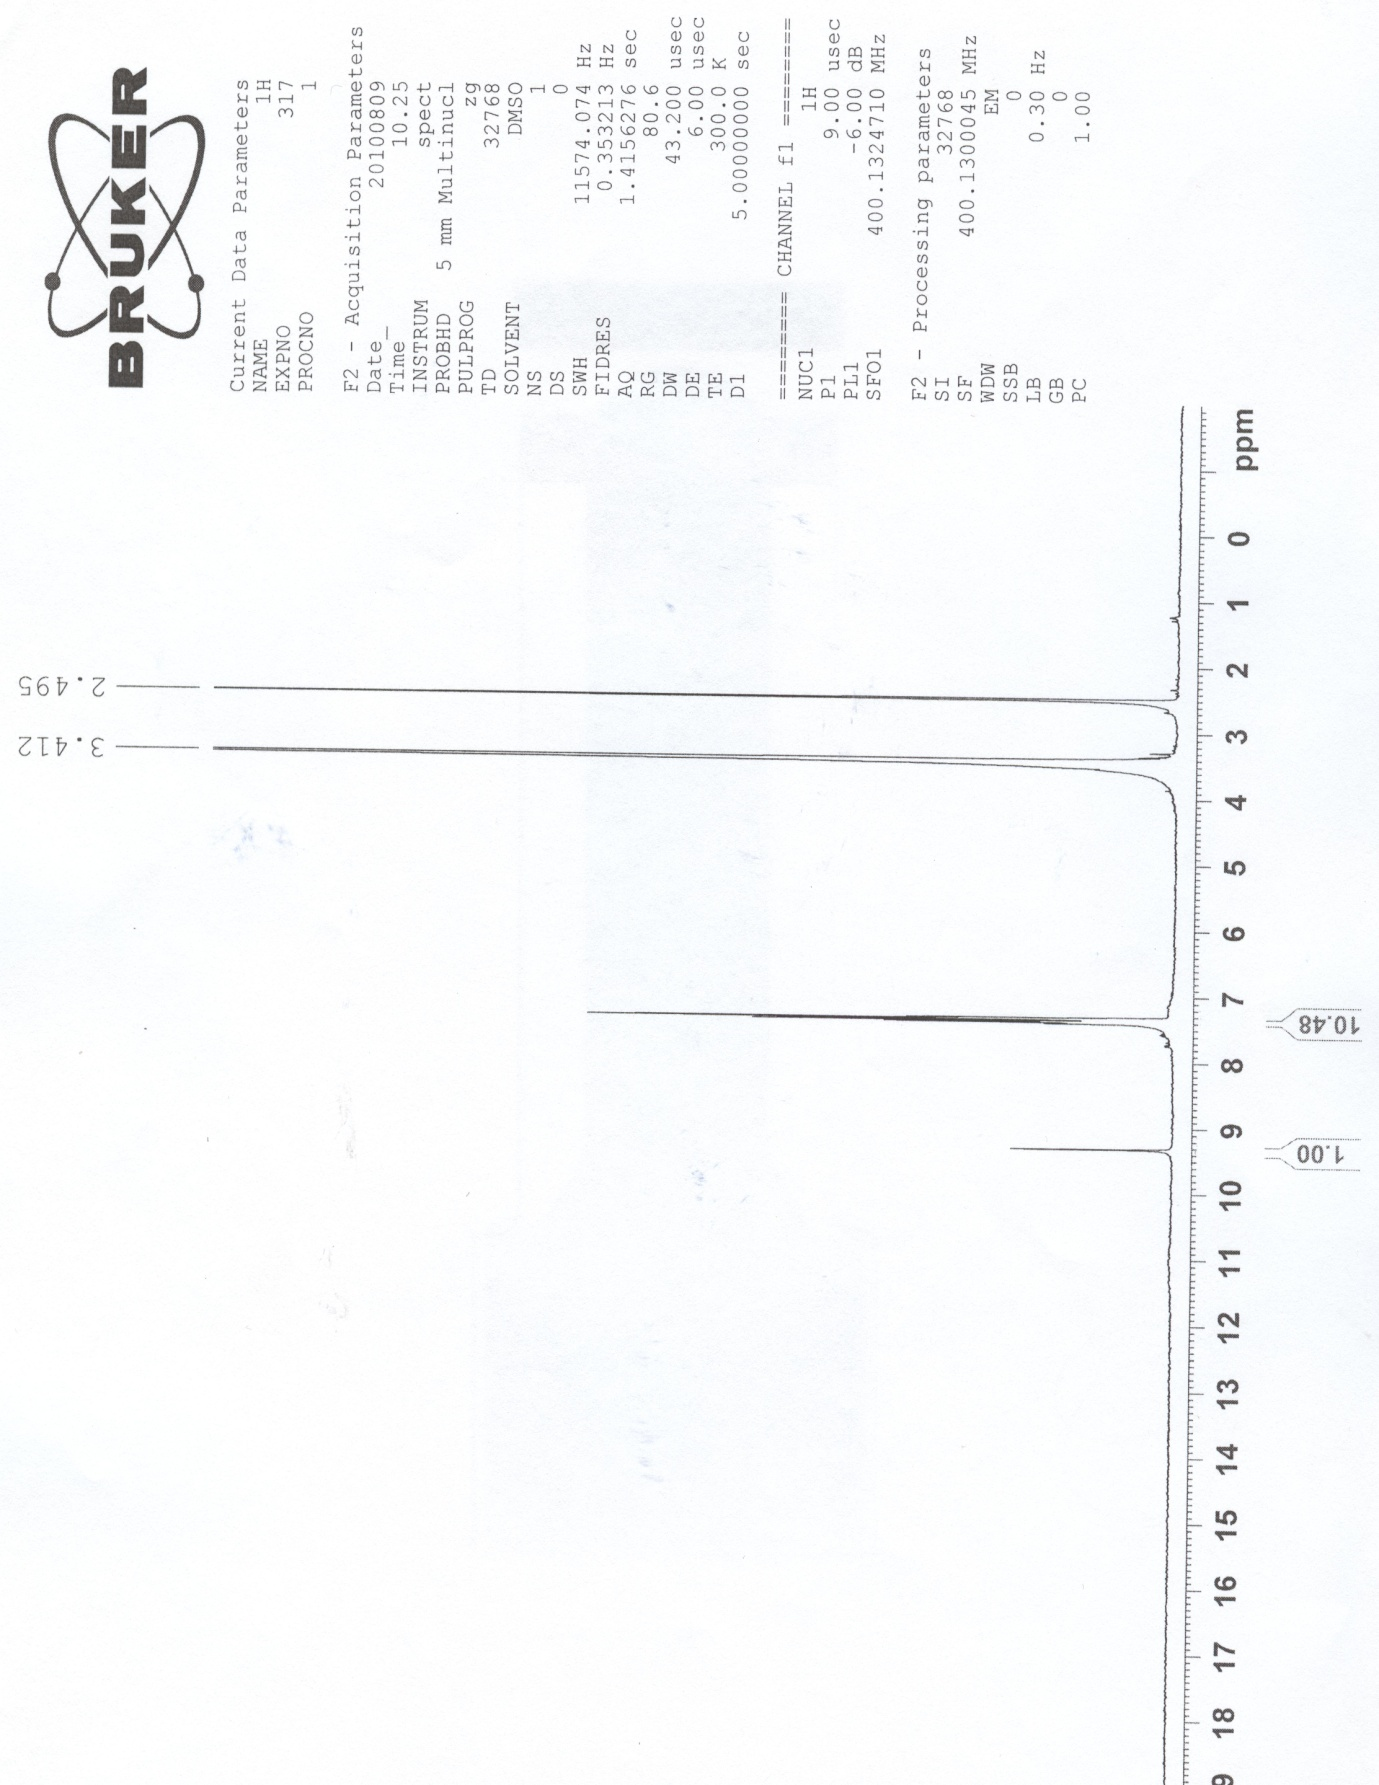 BRUKER
Current Data Parameters
NAME 1H
EXPNO 317
PROCNO 1
F2 - Acquisition Parameters
Date_ 20100809
Time 10.25
INSTRUM spect
PROBHD 5 mm Multinucl
PULPROG zg
TD 32768
SOLVENT DMSO
NS 1
DS 0
SWH 11574.074 Hz
FIDRES 0.353213 Hz
AQ 1.4156276 sec
RG 80.6
DW 43.200 usec
DE 6.00 usec
TE 300.0 K
D1 5.00000000 sec
======== CHANNEL f1 ========
NUC1 1H
P1 9.00 usec
PL1 -6.00 dB
SFO1 400.1324710 MHz
F2 - Processing parameters
SI 32768
SF 400.1300045 MHz
WDW EM
SSB 0
LB 0.30 Hz
GB 0
PC 1.00
3.412
2.495
9 18 17 16 15 14 13 12 11 10 9 8 7 6 5 4 3 2 1 0 ppm
1.00
10.48